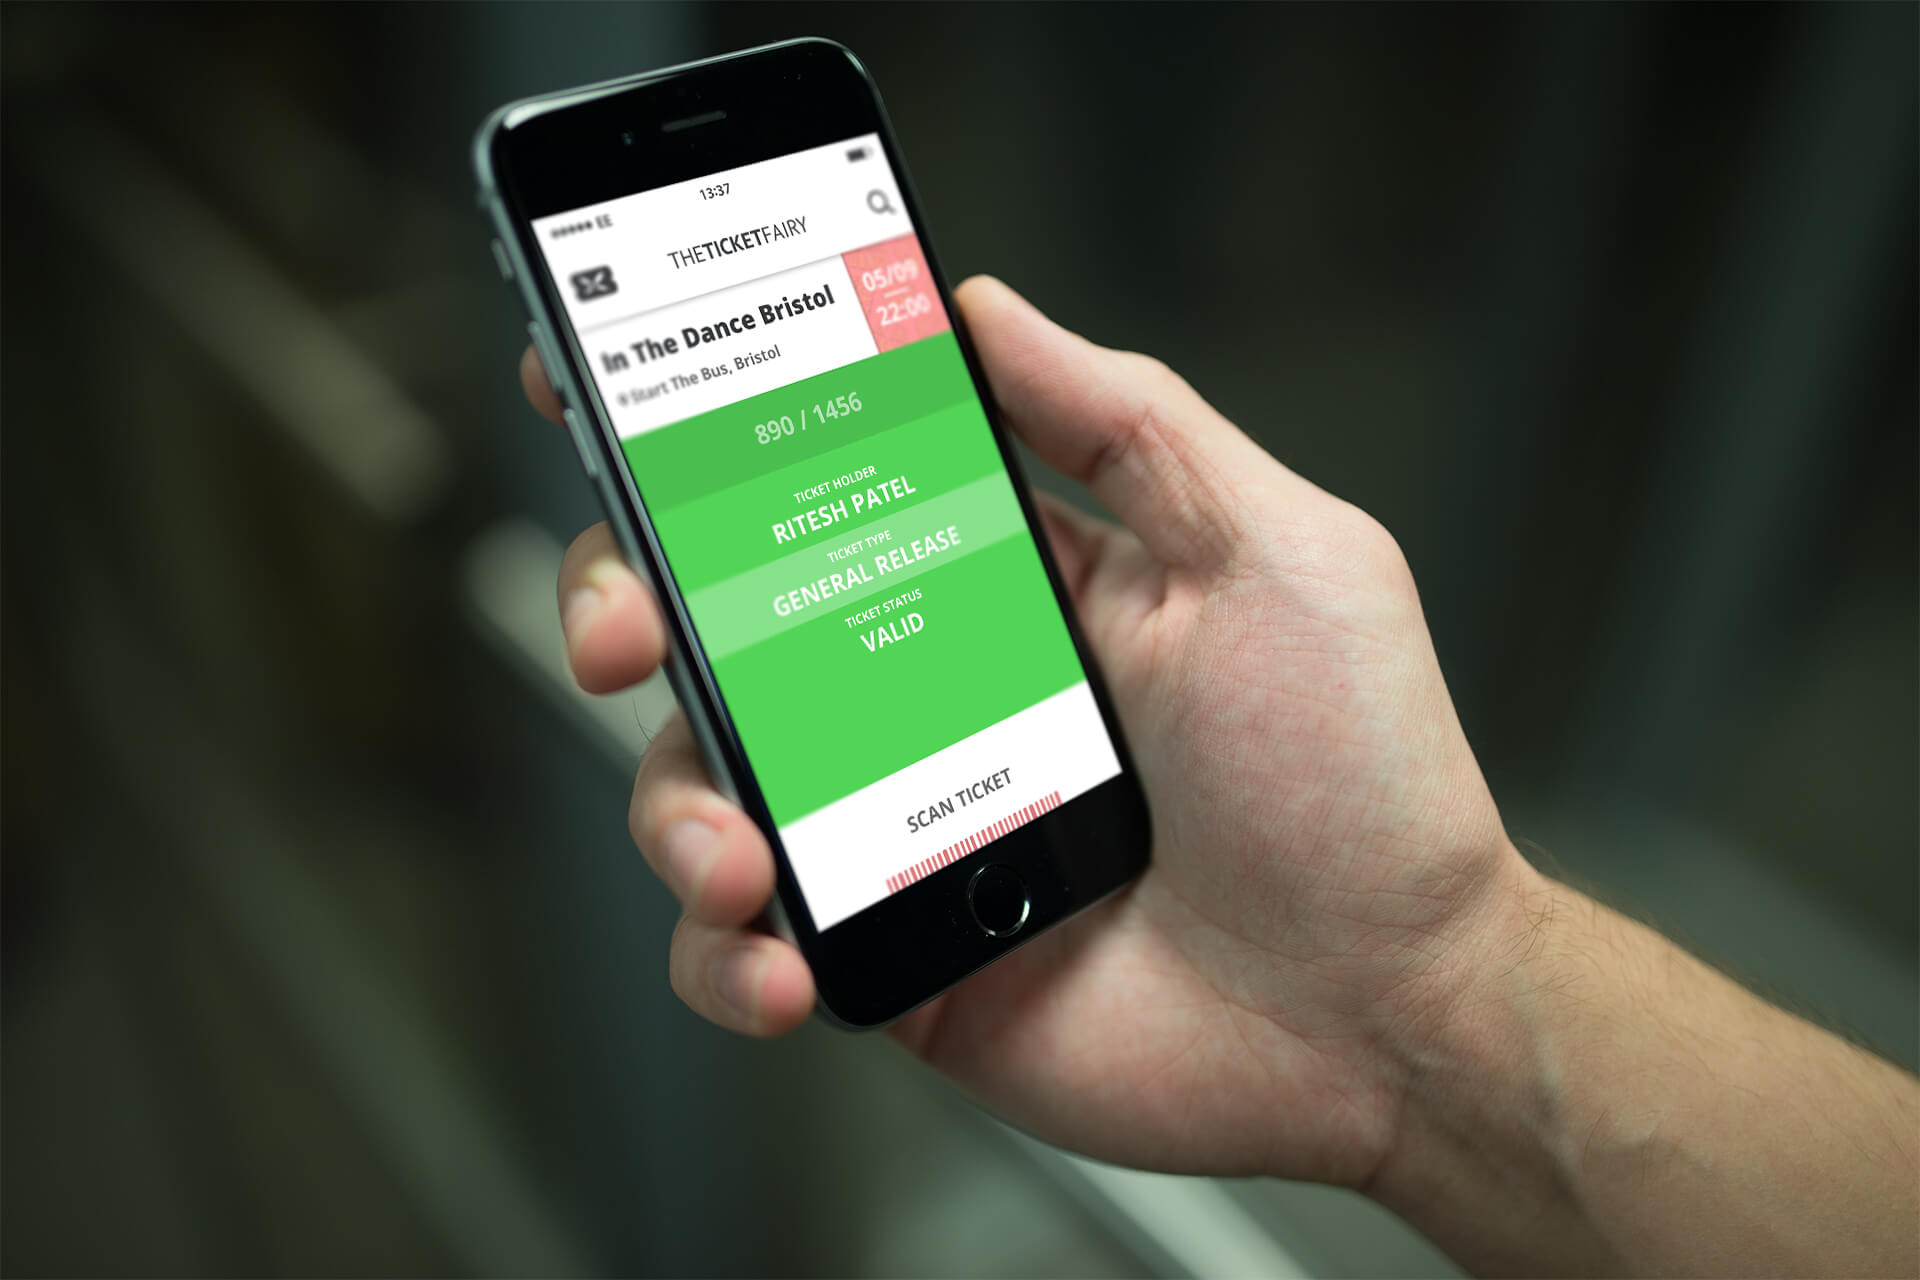 EE
13:37
THETICKETFAIRY
In The Dance Bristol
Start The Bus, Bristol
05/09
22:00
890 / 1456
TICKET HOLDER
RITESH PATEL
TICKET TYPE
GENERAL RELEASE
TICKET STATUS
VALID
SCAN TICKET